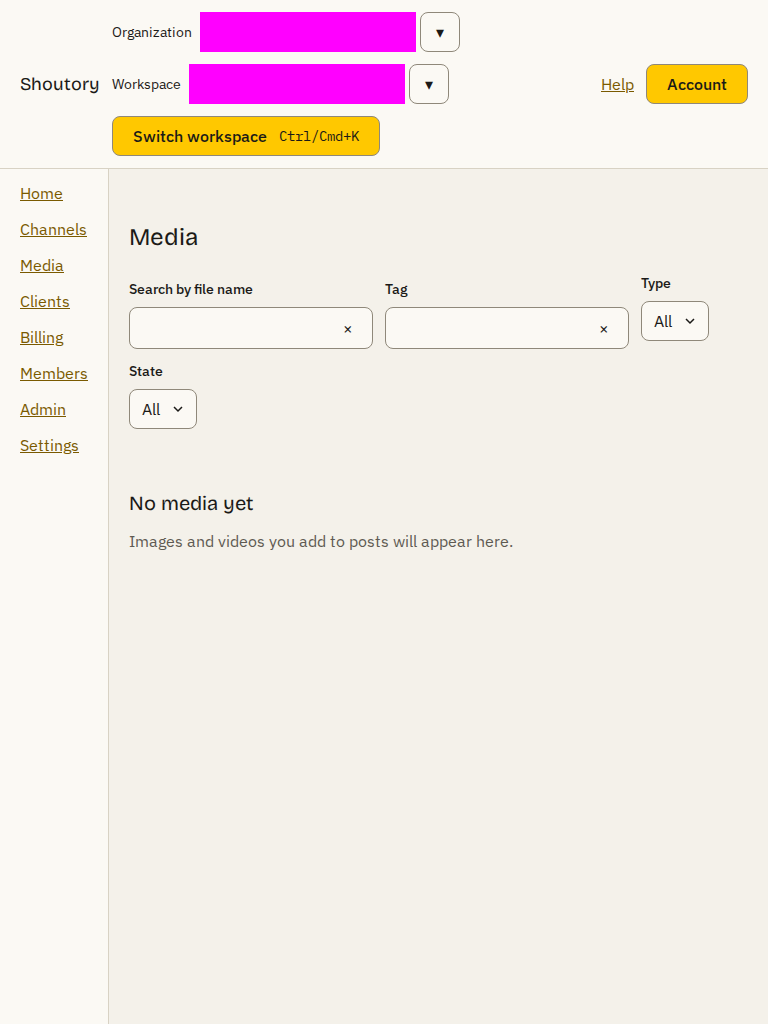 Organization ▼
Shoutory Workspace ▼ Help Account
Switch workspace Ctrl/Cmd+K
Home
Channels
Media
Clients
Billing
Members
Admin
Settings
Media
Search by file name Tag Type
× × All
State
All
No media yet
Images and videos you add to posts will appear here.